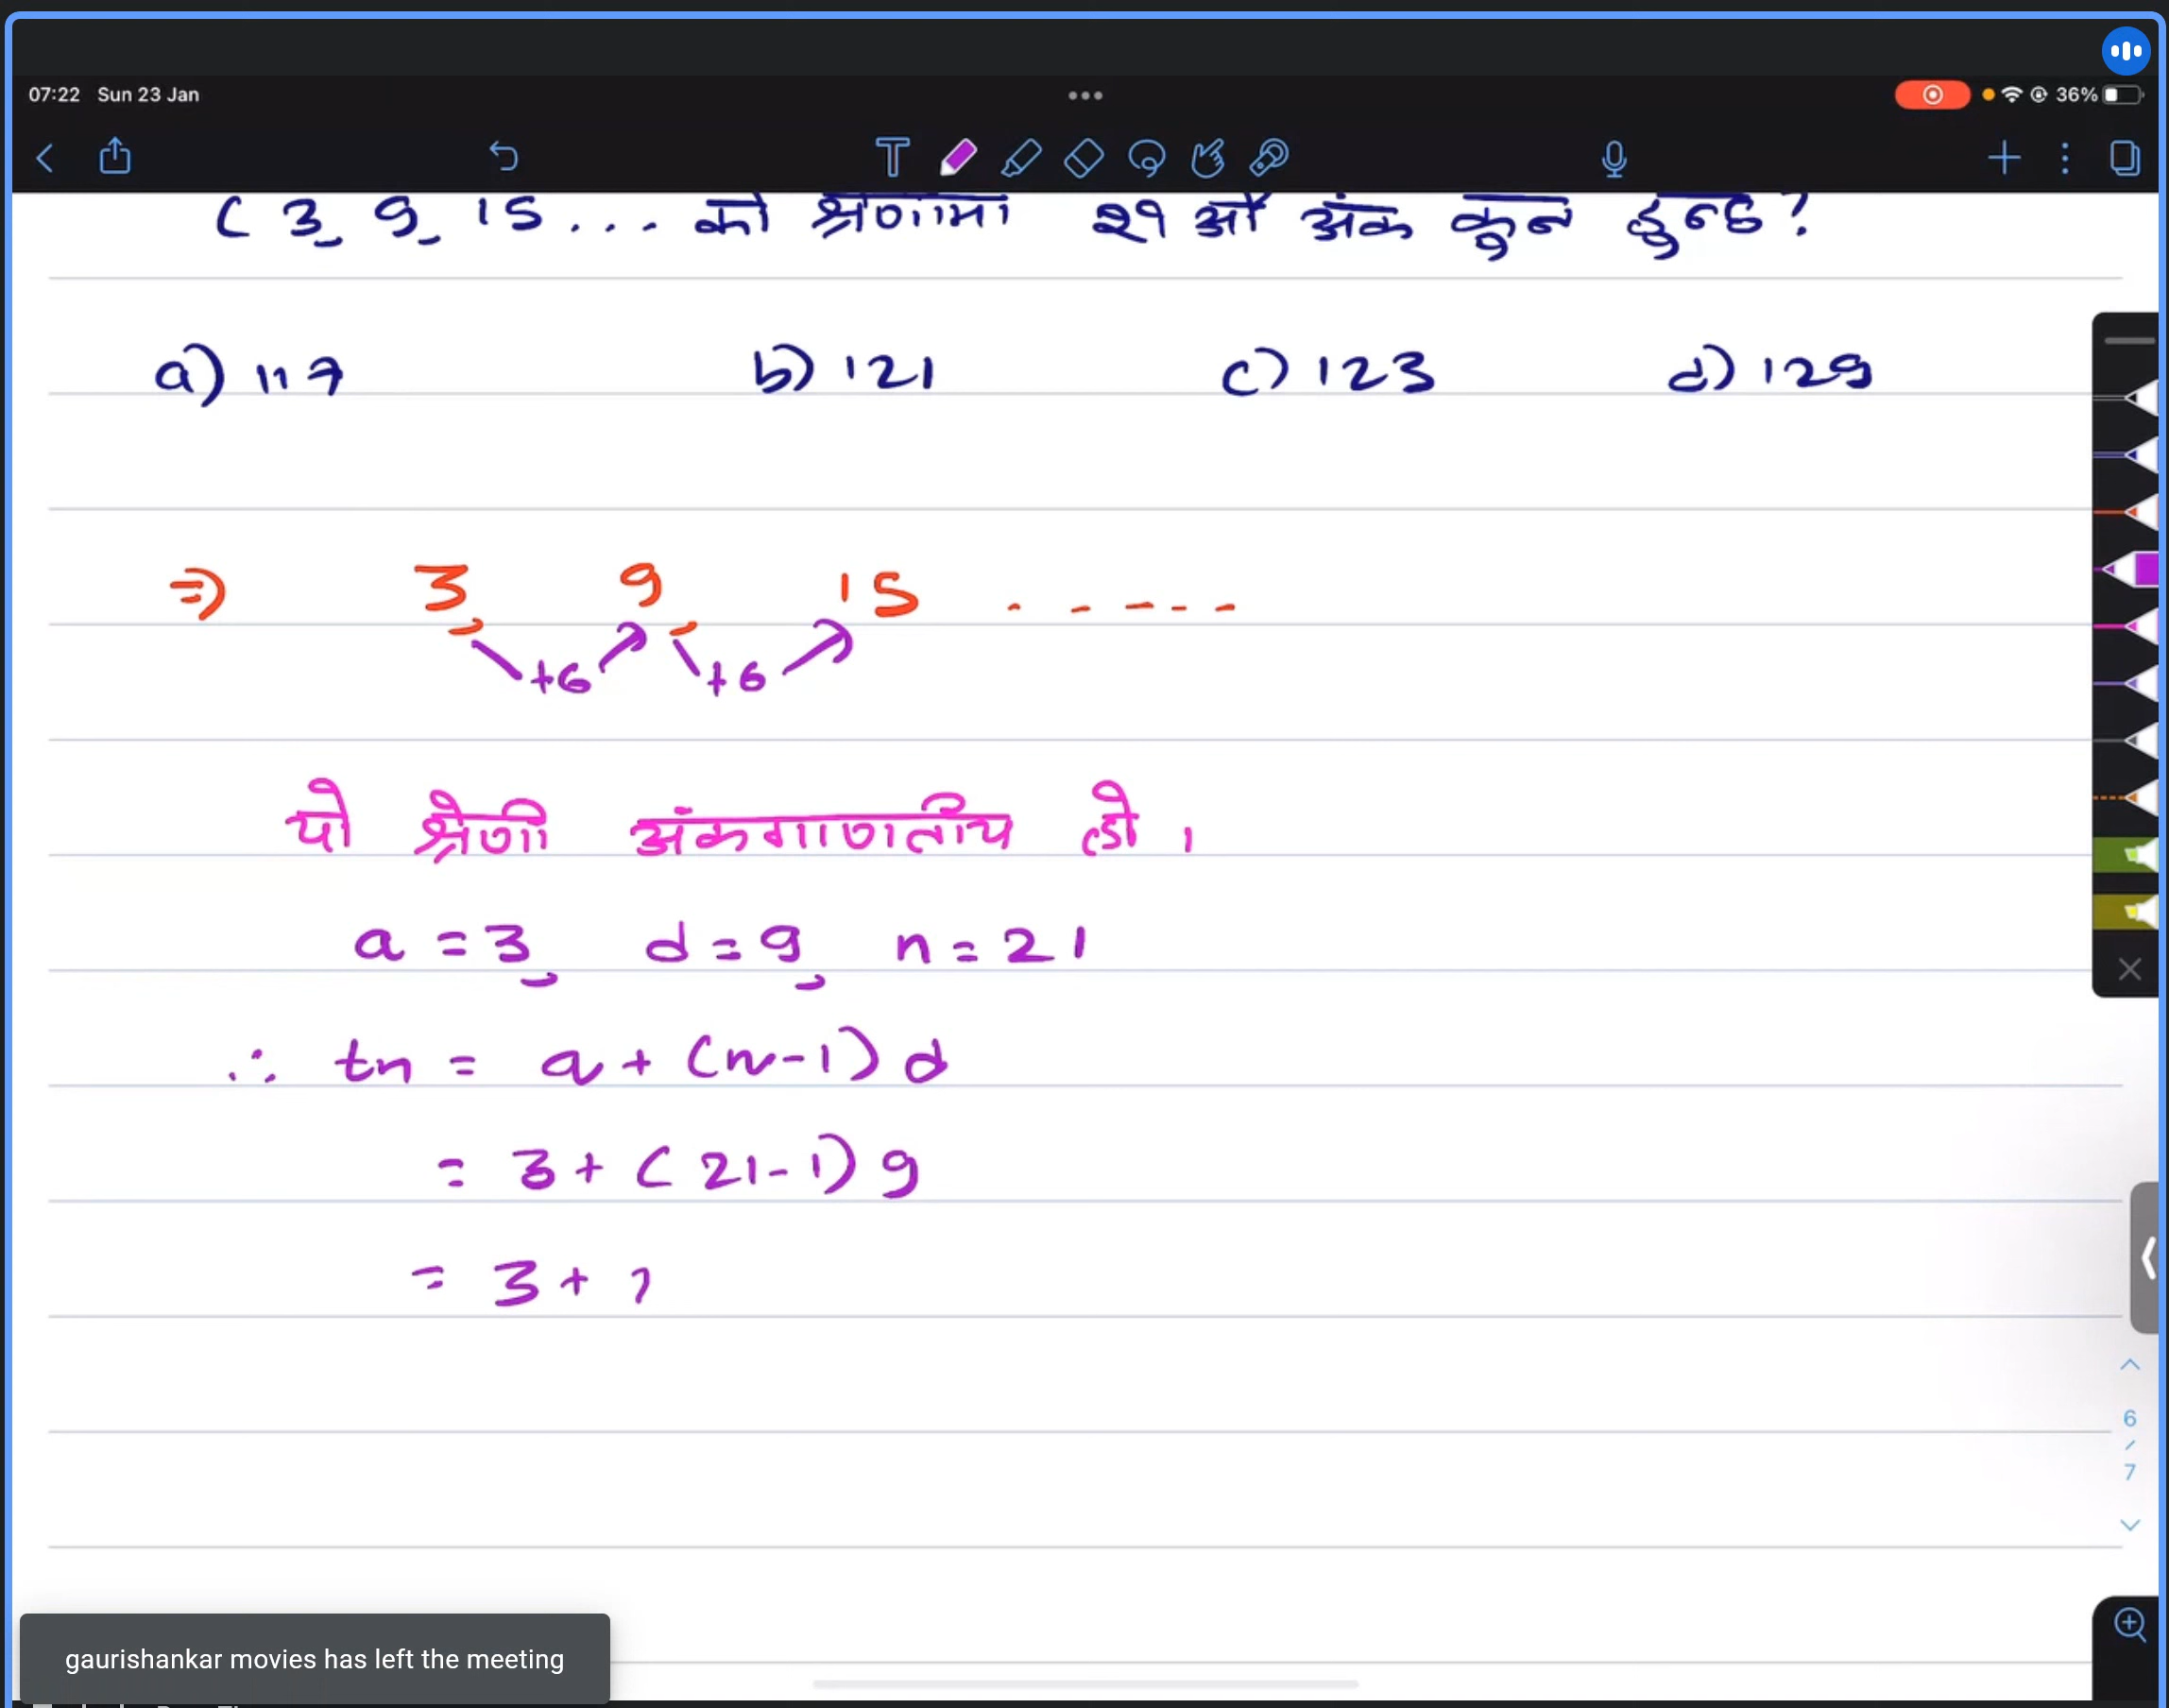 07:22 Sun 23 Jan
36%
( 3, 9, 15 ... को श्रेणीमा २१ औं अंक कुन हुन्छ ?
a) 117 b) 121 c) 123 d) 129
⇒ 3, 9, 15 . - - - -
+6 +6
यो श्रेणी अंकगणितीय हो ।
a = 3, d = 9, n = 21
∴ tn = a + (n-1) d
= 3 + ( 21-1) 9
= 3 +
6
/
7
gaurishankar movies has left the meeting